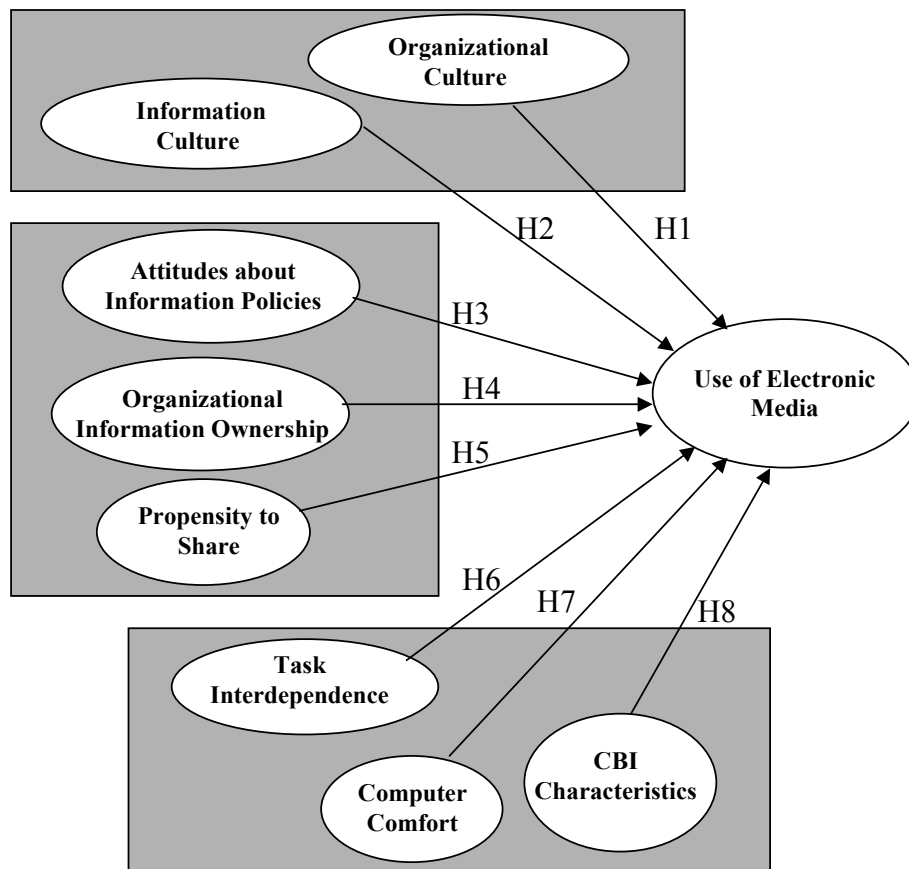 Organizational
Culture
Information
Culture
H2
H1
Attitudes about
Information Policies
H3
Organizational
Information Ownership
H4
Propensity to
Share
H5
Use of Electronic
Media
H6
H7
H8
Task
Interdependence
Computer
Comfort
CBI
Characteristics